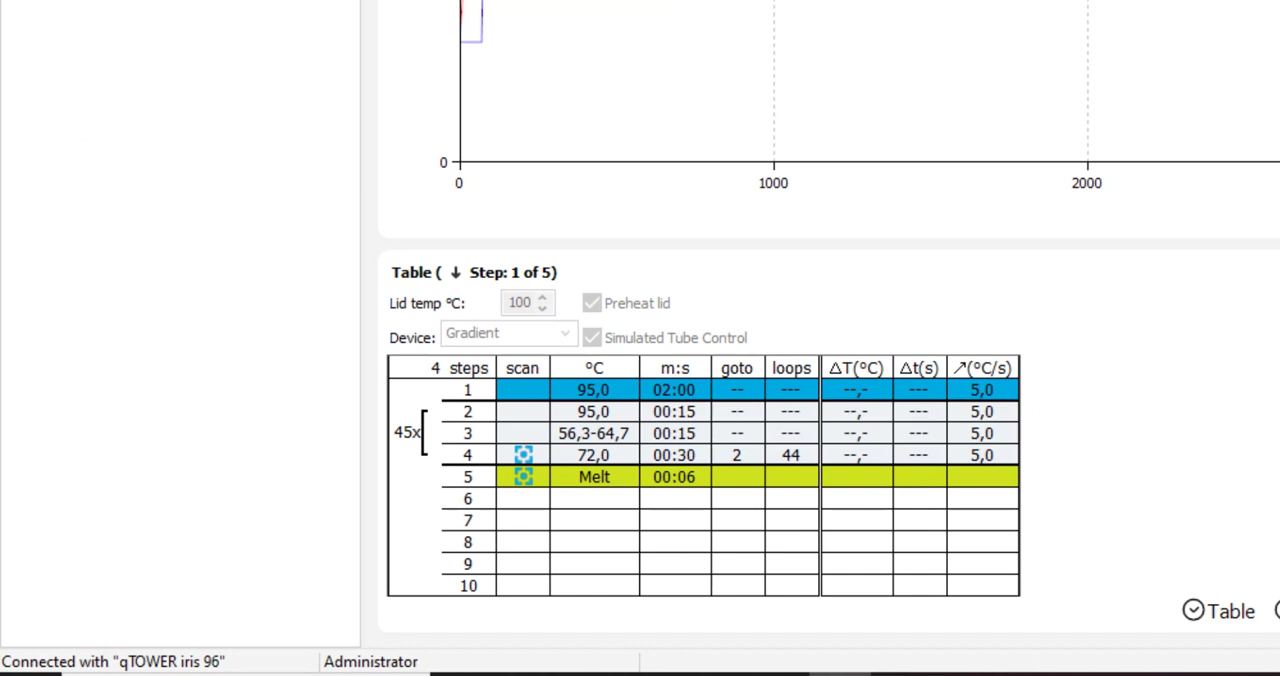 0
0 1000 2000
Table ( ↓ Step: 1 of 5)
Lid temp °C: 100 Preheat lid
Device: Gradient Simulated Tube Control
4 steps scan °C m:s goto loops ΔT(°C) Δt(s) ↗(°C/s)
1 95,0 02:00 -- --- --,- --- 5,0
2 95,0 00:15 -- --- --,- --- 5,0
45x 3 56,3-64,7 00:15 -- --- --,- --- 5,0
4 72,0 00:30 2 44 --,- --- 5,0
5 Melt 00:06
6
7
8
9
10
Table
Connected with "qTOWER iris 96" Administrator